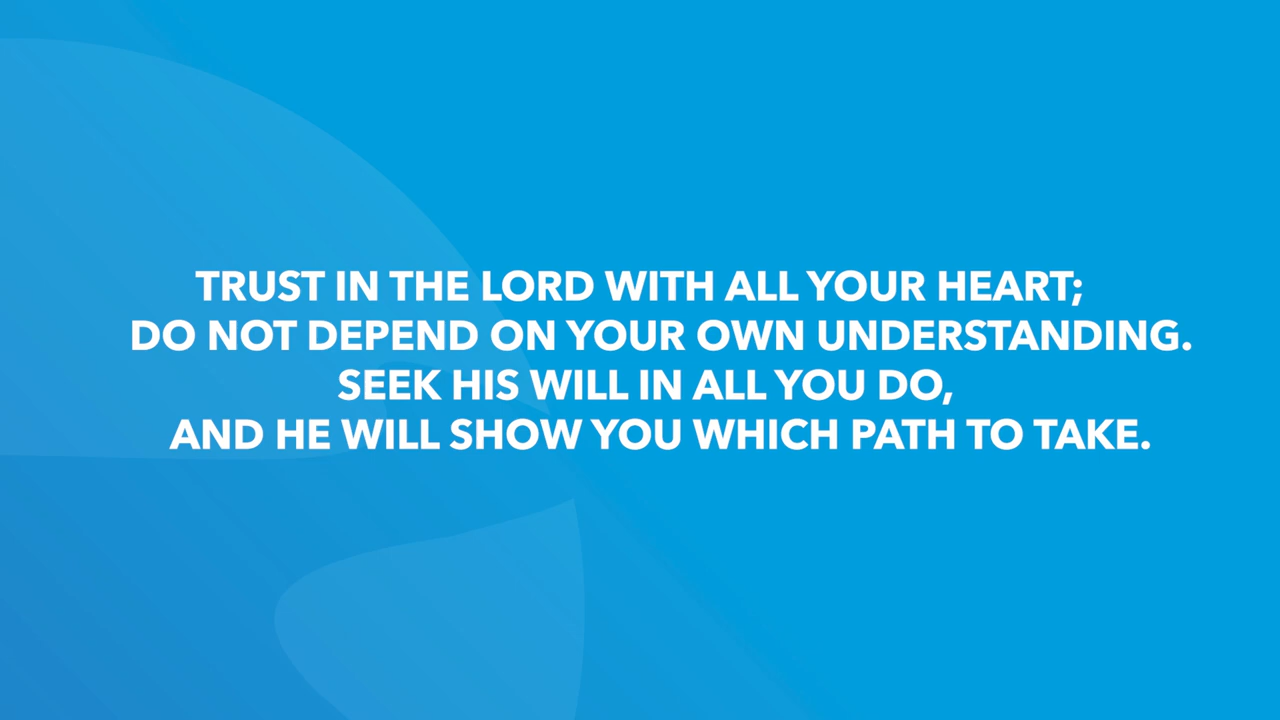 TRUST IN THE LORD WITH ALL YOUR HEART;
DO NOT DEPEND ON YOUR OWN UNDERSTANDING.
SEEK HIS WILL IN ALL YOU DO,
AND HE WILL SHOW YOU WHICH PATH TO TAKE.